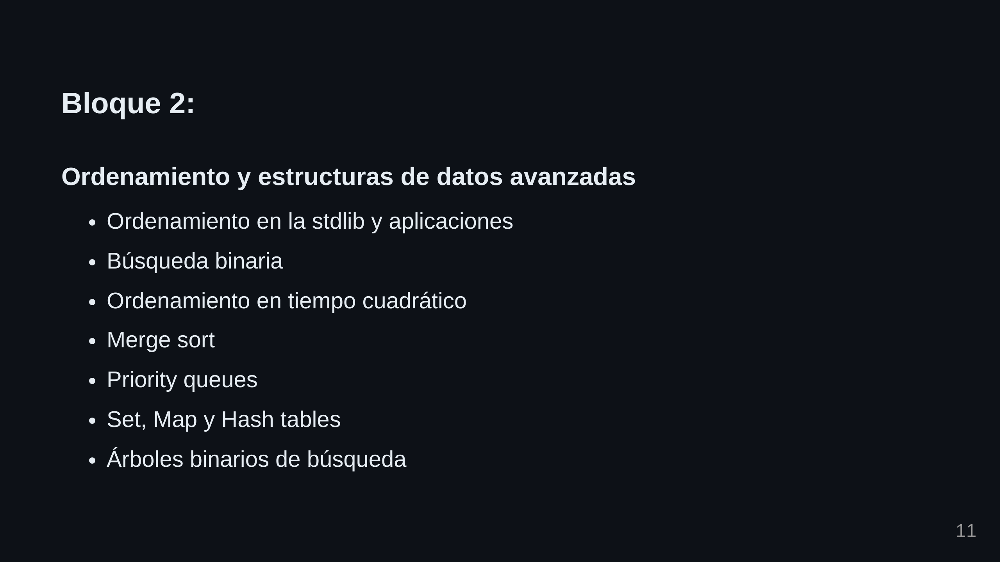 Bloque 2:
Ordenamiento y estructuras de datos avanzadas
• Ordenamiento en la stdlib y aplicaciones
• Búsqueda binaria
• Ordenamiento en tiempo cuadrático
• Merge sort
• Priority queues
• Set, Map y Hash tables
• Árboles binarios de búsqueda
11